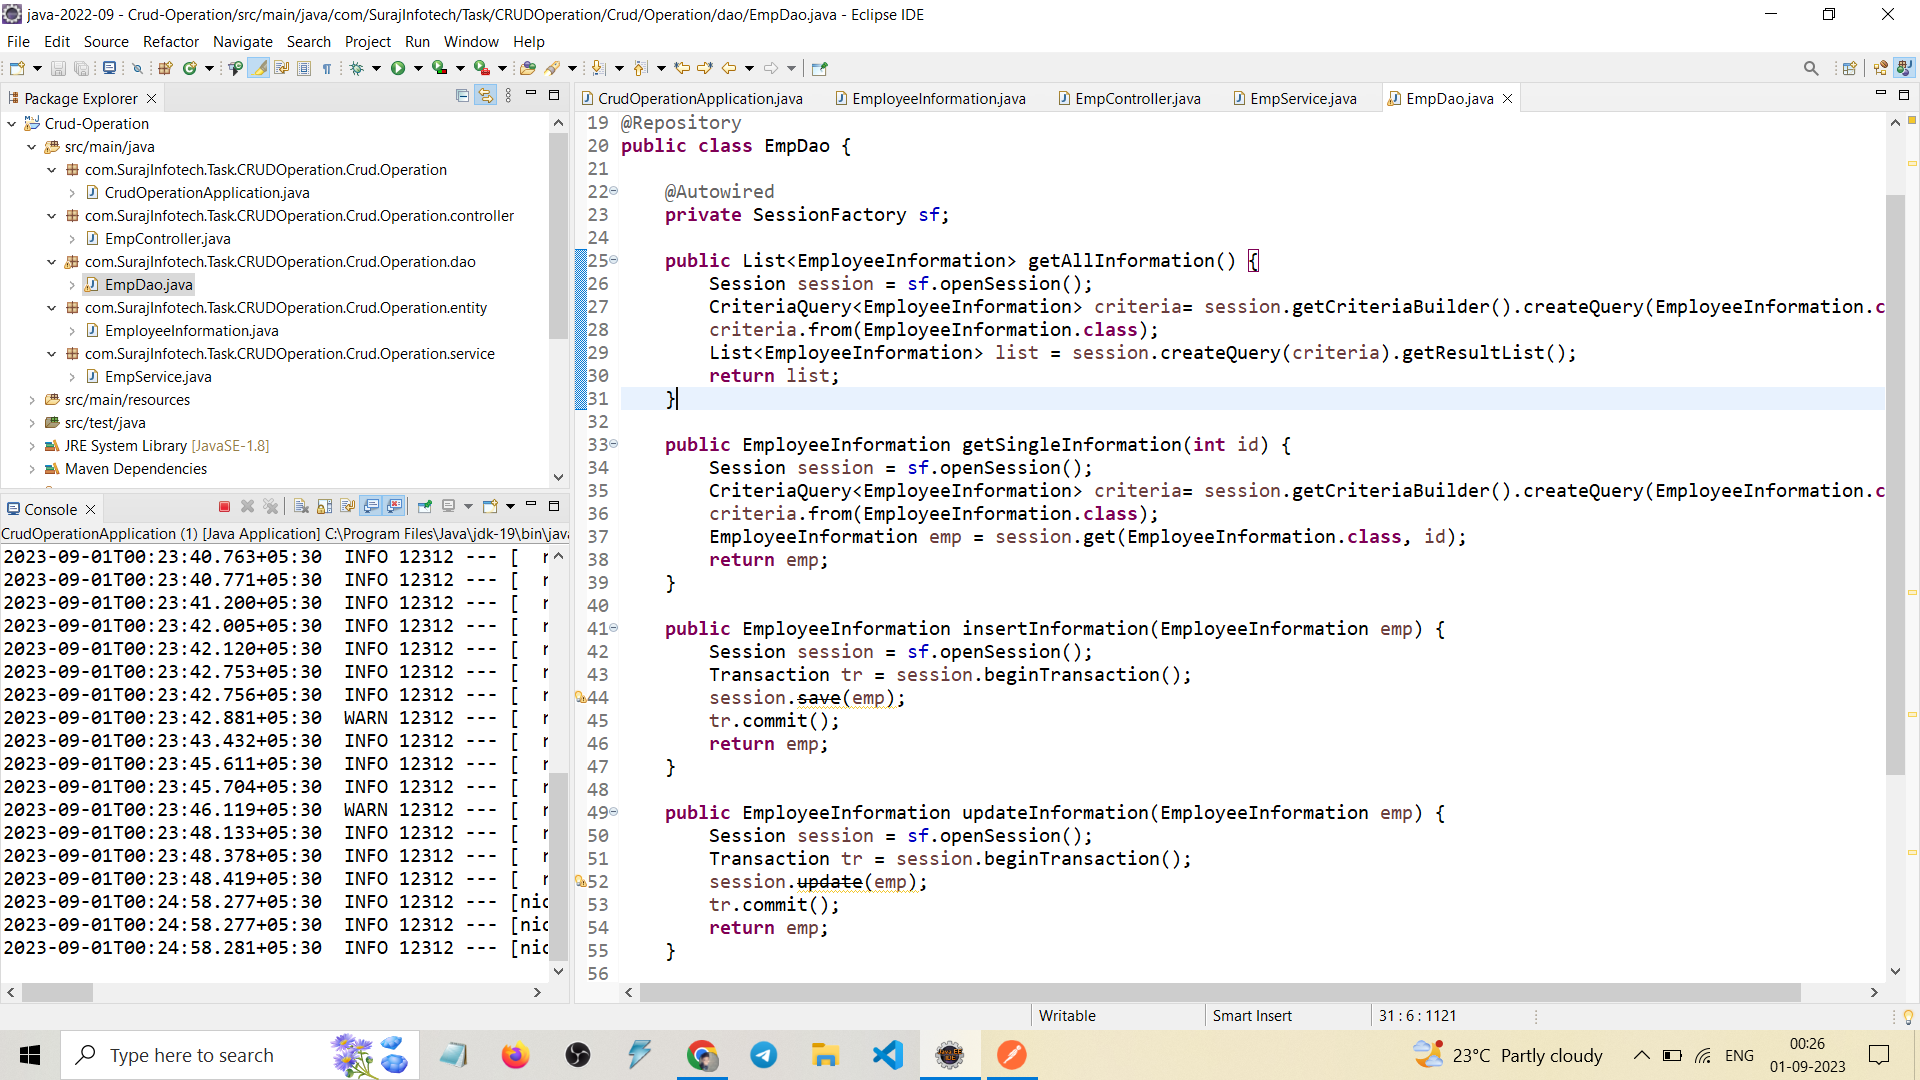 java-2022-09 - Crud-Operation/src/main/java/com/SurajInfotech/Task/CRUDOperation/Crud/Operation/dao/EmpDao.java - Eclipse IDE
File Edit Source Refactor Navigate Search Project Run Window Help
Package Explorer
Crud-Operation
src/main/java
com.SurajInfotech.Task.CRUDOperation.Crud.Operation
CrudOperationApplication.java
com.SurajInfotech.Task.CRUDOperation.Crud.Operation.controller
EmpController.java
com.SurajInfotech.Task.CRUDOperation.Crud.Operation.dao
EmpDao.java
com.SurajInfotech.Task.CRUDOperation.Crud.Operation.entity
EmployeeInformation.java
com.SurajInfotech.Task.CRUDOperation.Crud.Operation.service
EmpService.java
src/main/resources
src/test/java
JRE System Library [JavaSE-1.8]
Maven Dependencies
Console
CrudOperationApplication (1) [Java Application] C:\Program Files\Java\jdk-19\bin\java
2023-09-01T00:23:40.763+05:30 INFO 12312 --- [ r
2023-09-01T00:23:40.771+05:30 INFO 12312 --- [ r
2023-09-01T00:23:41.200+05:30 INFO 12312 --- [ r
2023-09-01T00:23:42.005+05:30 INFO 12312 --- [ r
2023-09-01T00:23:42.120+05:30 INFO 12312 --- [ r
2023-09-01T00:23:42.753+05:30 INFO 12312 --- [ r
2023-09-01T00:23:42.756+05:30 INFO 12312 --- [ r
2023-09-01T00:23:42.881+05:30 WARN 12312 --- [ r
2023-09-01T00:23:43.432+05:30 INFO 12312 --- [ r
2023-09-01T00:23:45.611+05:30 INFO 12312 --- [ r
2023-09-01T00:23:45.704+05:30 INFO 12312 --- [ r
2023-09-01T00:23:46.119+05:30 WARN 12312 --- [ r
2023-09-01T00:23:48.133+05:30 INFO 12312 --- [ r
2023-09-01T00:23:48.378+05:30 INFO 12312 --- [ r
2023-09-01T00:23:48.419+05:30 INFO 12312 --- [ r
2023-09-01T00:24:58.277+05:30 INFO 12312 --- [nio
2023-09-01T00:24:58.277+05:30 INFO 12312 --- [nio
2023-09-01T00:24:58.281+05:30 INFO 12312 --- [nio
CrudOperationApplication.java EmployeeInformation.java EmpController.java EmpService.java EmpDao.java
19 @Repository
20 public class EmpDao {
21
22 @Autowired
23 private SessionFactory sf;
24
25 public List<EmployeeInformation> getAllInformation() {
26 Session session = sf.openSession();
27 CriteriaQuery<EmployeeInformation> criteria= session.getCriteriaBuilder().createQuery(EmployeeInformation.c
28 criteria.from(EmployeeInformation.class);
29 List<EmployeeInformation> list = session.createQuery(criteria).getResultList();
30 return list;
31 }
32
33 public EmployeeInformation getSingleInformation(int id) {
34 Session session = sf.openSession();
35 CriteriaQuery<EmployeeInformation> criteria= session.getCriteriaBuilder().createQuery(EmployeeInformation.c
36 criteria.from(EmployeeInformation.class);
37 EmployeeInformation emp = session.get(EmployeeInformation.class, id);
38 return emp;
39 }
40
41 public EmployeeInformation insertInformation(EmployeeInformation emp) {
42 Session session = sf.openSession();
43 Transaction tr = session.beginTransaction();
44 session.save(emp);
45 tr.commit();
46 return emp;
47 }
48
49 public EmployeeInformation updateInformation(EmployeeInformation emp) {
50 Session session = sf.openSession();
51 Transaction tr = session.beginTransaction();
52 session.update(emp);
53 tr.commit();
54 return emp;
55 }
56
Writable Smart Insert 31 : 6 : 1121
Type here to search
23°C Partly cloudy
ENG
00:26
01-09-2023